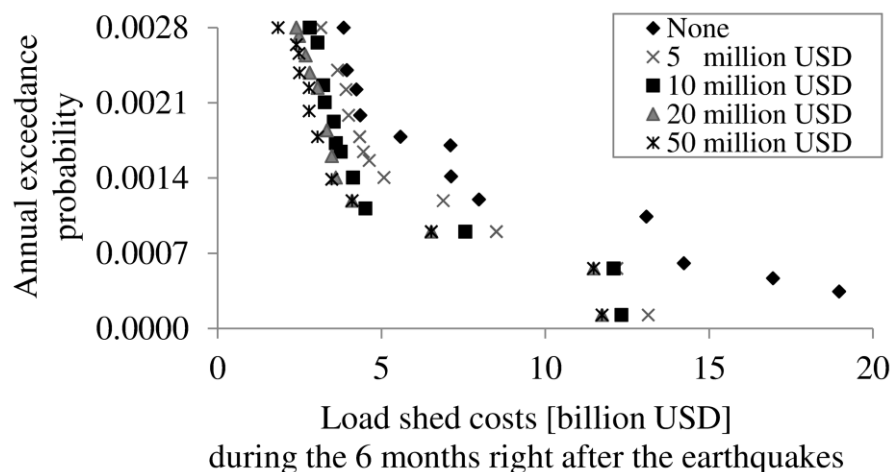 Annual exceedance
probability
0.0028
0.0021
0.0014
0.0007
0.0000
0
5
10
15
20
None
5 million USD
10 million USD
20 million USD
50 million USD
Load shed costs [billion USD]
during the 6 months right after the earthquakes